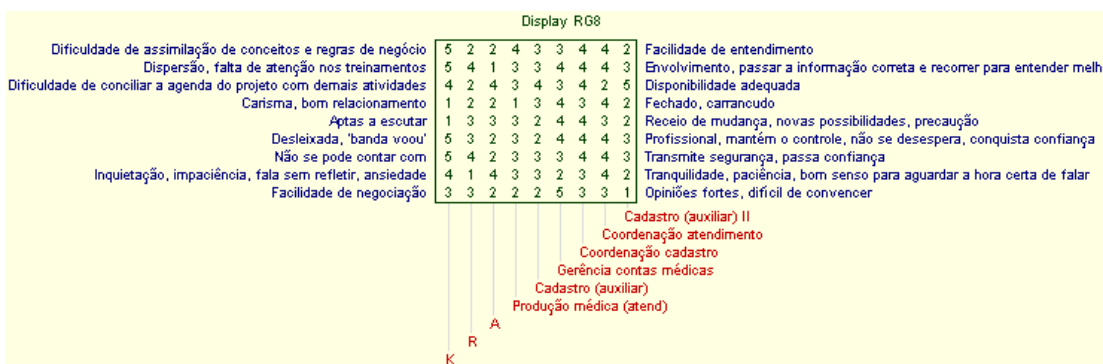 Display RG8
Dificuldade de assimilação de conceitos e regras de negócio 5 2 2 4 3 3 4 4 2 Facilidade de entendimento
Dispersão, falta de atenção nos treinamentos 5 4 1 3 3 4 4 4 3 Envolvimento, passar a informação correta e recorrer para entender melh
Dificuldade de conciliar a agenda do projeto com demais atividades 4 2 4 3 4 3 4 2 5 Disponibilidade adequada
Carisma, bom relacionamento 1 2 2 1 3 4 3 4 2 Fechado, carrancudo
Aptas a escutar 1 3 3 3 2 4 4 3 2 Receio de mudança, novas possibilidades, precaução
Desleixada, 'banda voou' 5 3 2 3 2 4 4 4 3 Profissional, mantém o controle, não se desespera, conquista confiança
Não se pode contar com 5 4 2 3 3 3 4 4 3 Transmite segurança, passa confiança
Inquietação, impaciência, fala sem refletir, ansiedade 4 1 4 3 3 2 3 4 2 Tranquilidade, paciência, bom senso para aguardar a hora certa de falar
Facilidade de negociação 3 3 2 2 2 5 3 3 1 Opiniões fortes, difícil de convencer
Cadastro (auxiliar) II
Coordenação atendimento
Coordenação cadastro
Gerência contas médicas
Cadastro (auxiliar)
Produção médica (atend)
A
R
K